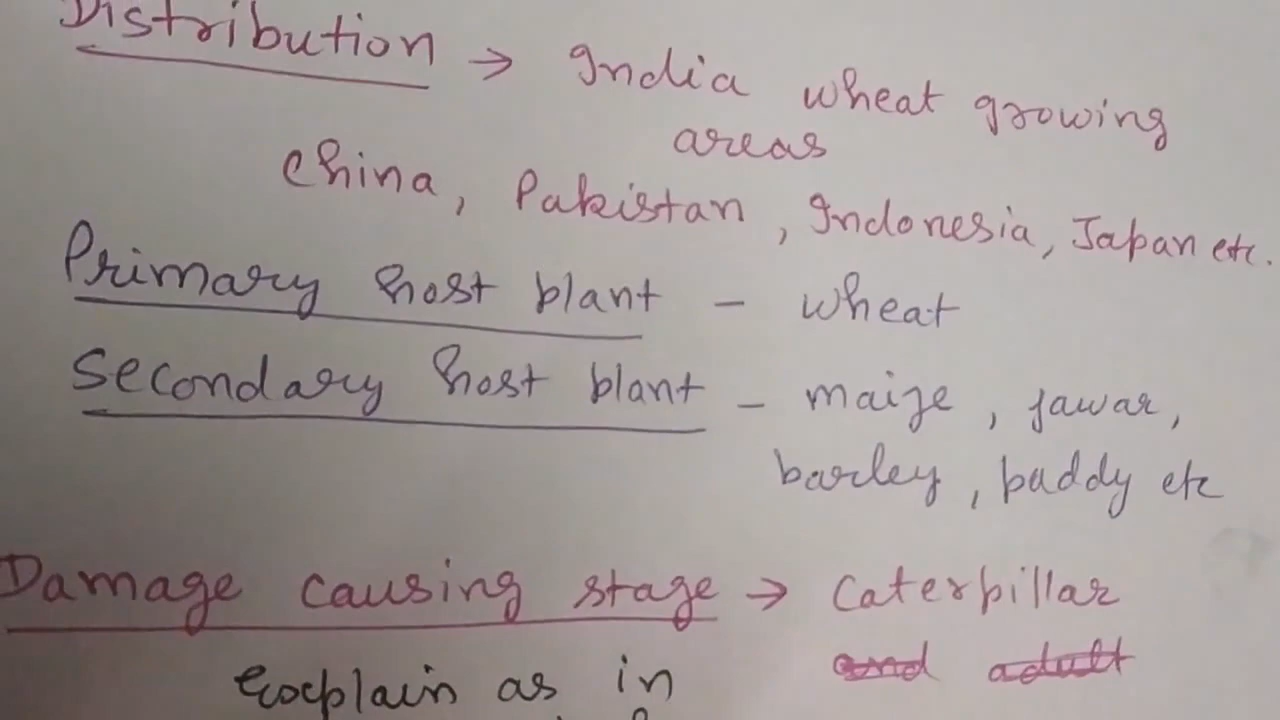 Distribution → India wheat growing
areas
China, Pakistan, Indonesia, Japan etc.
Primary host plant - wheat
Secondary host plant - maize, jawar,
barley, paddy etc
Damage causing stage → Caterpillar
and adult
Explain as in